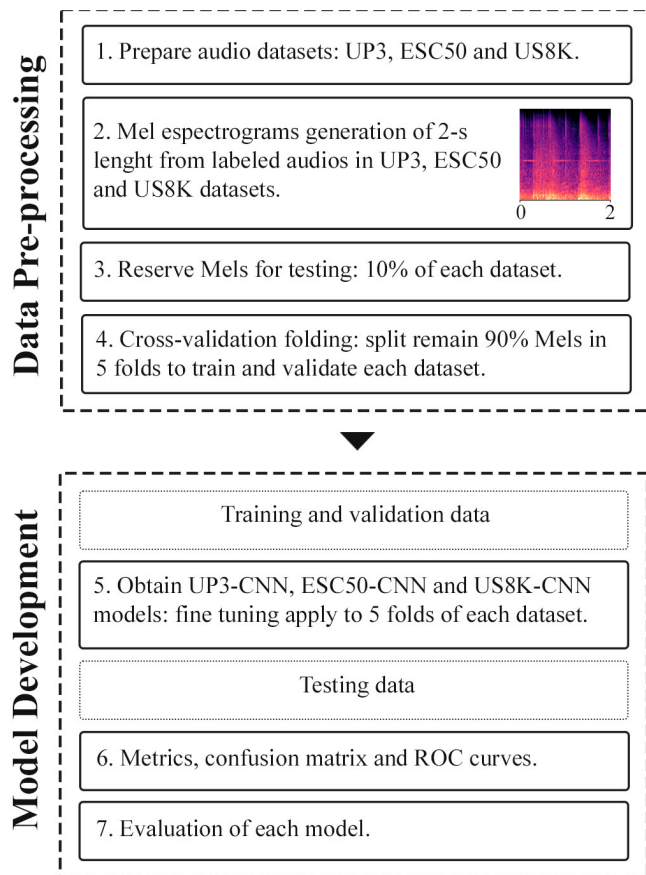 Data Pre-processing
1. Prepare audio datasets: UP3, ESC50 and US8K.
2. Mel espectrograms generation of 2-s
lenght from labeled audios in UP3, ESC50
and US8K datasets.
0 2
3. Reserve Mels for testing: 10% of each dataset.
4. Cross-validation folding: split remain 90% Mels in
5 folds to train and validate each dataset.
Model Development
Training and validation data
5. Obtain UP3-CNN, ESC50-CNN and US8K-CNN
models: fine tuning apply to 5 folds of each dataset.
Testing data
6. Metrics, confusion matrix and ROC curves.
7. Evaluation of each model.